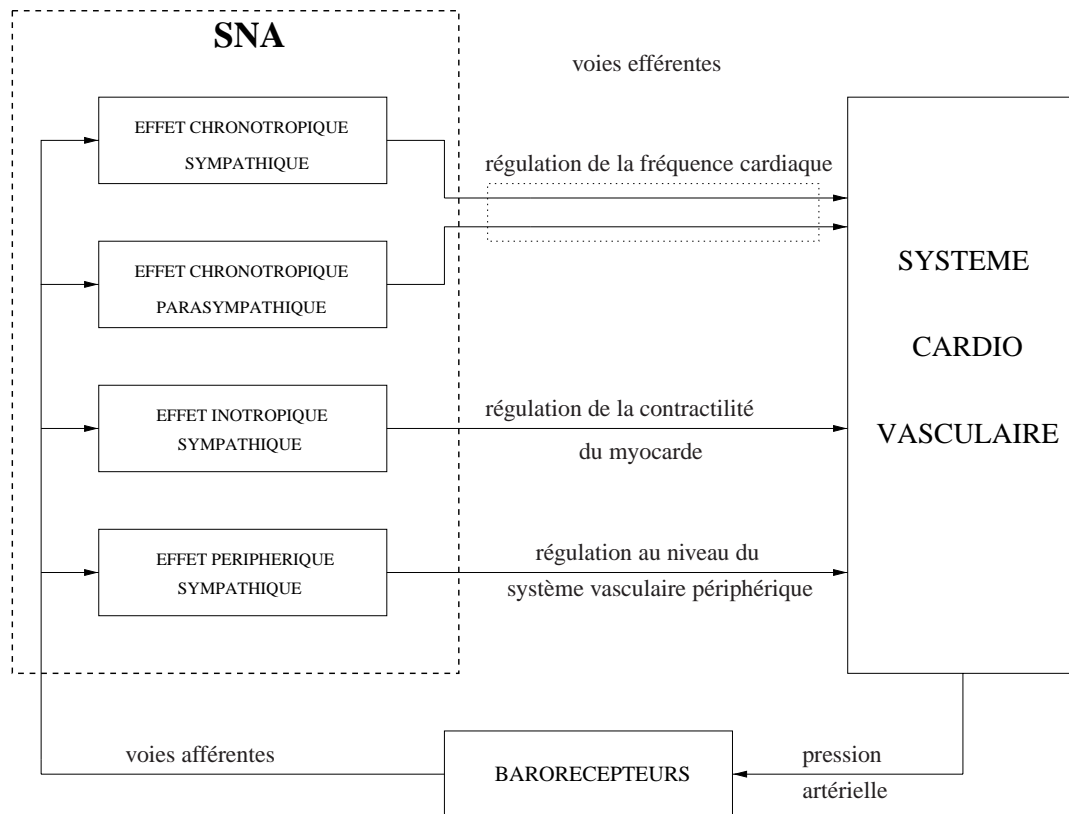 SNA
voies efférentes
EFFET CHRONOTROPIQUE
SYMPATHIQUE
régulation de la fréquence cardiaque
EFFET CHRONOTROPIQUE
PARASYMPATHIQUE
SYSTEME
CARDIO
VASCULAIRE
EFFET INOTROPIQUE
SYMPATHIQUE
régulation de la contractilité
du myocarde
EFFET PERIPHERIQUE
SYMPATHIQUE
régulation au niveau du
système vasculaire périphérique
voies afférentes
BARORECEPTEURS
pression
artérielle